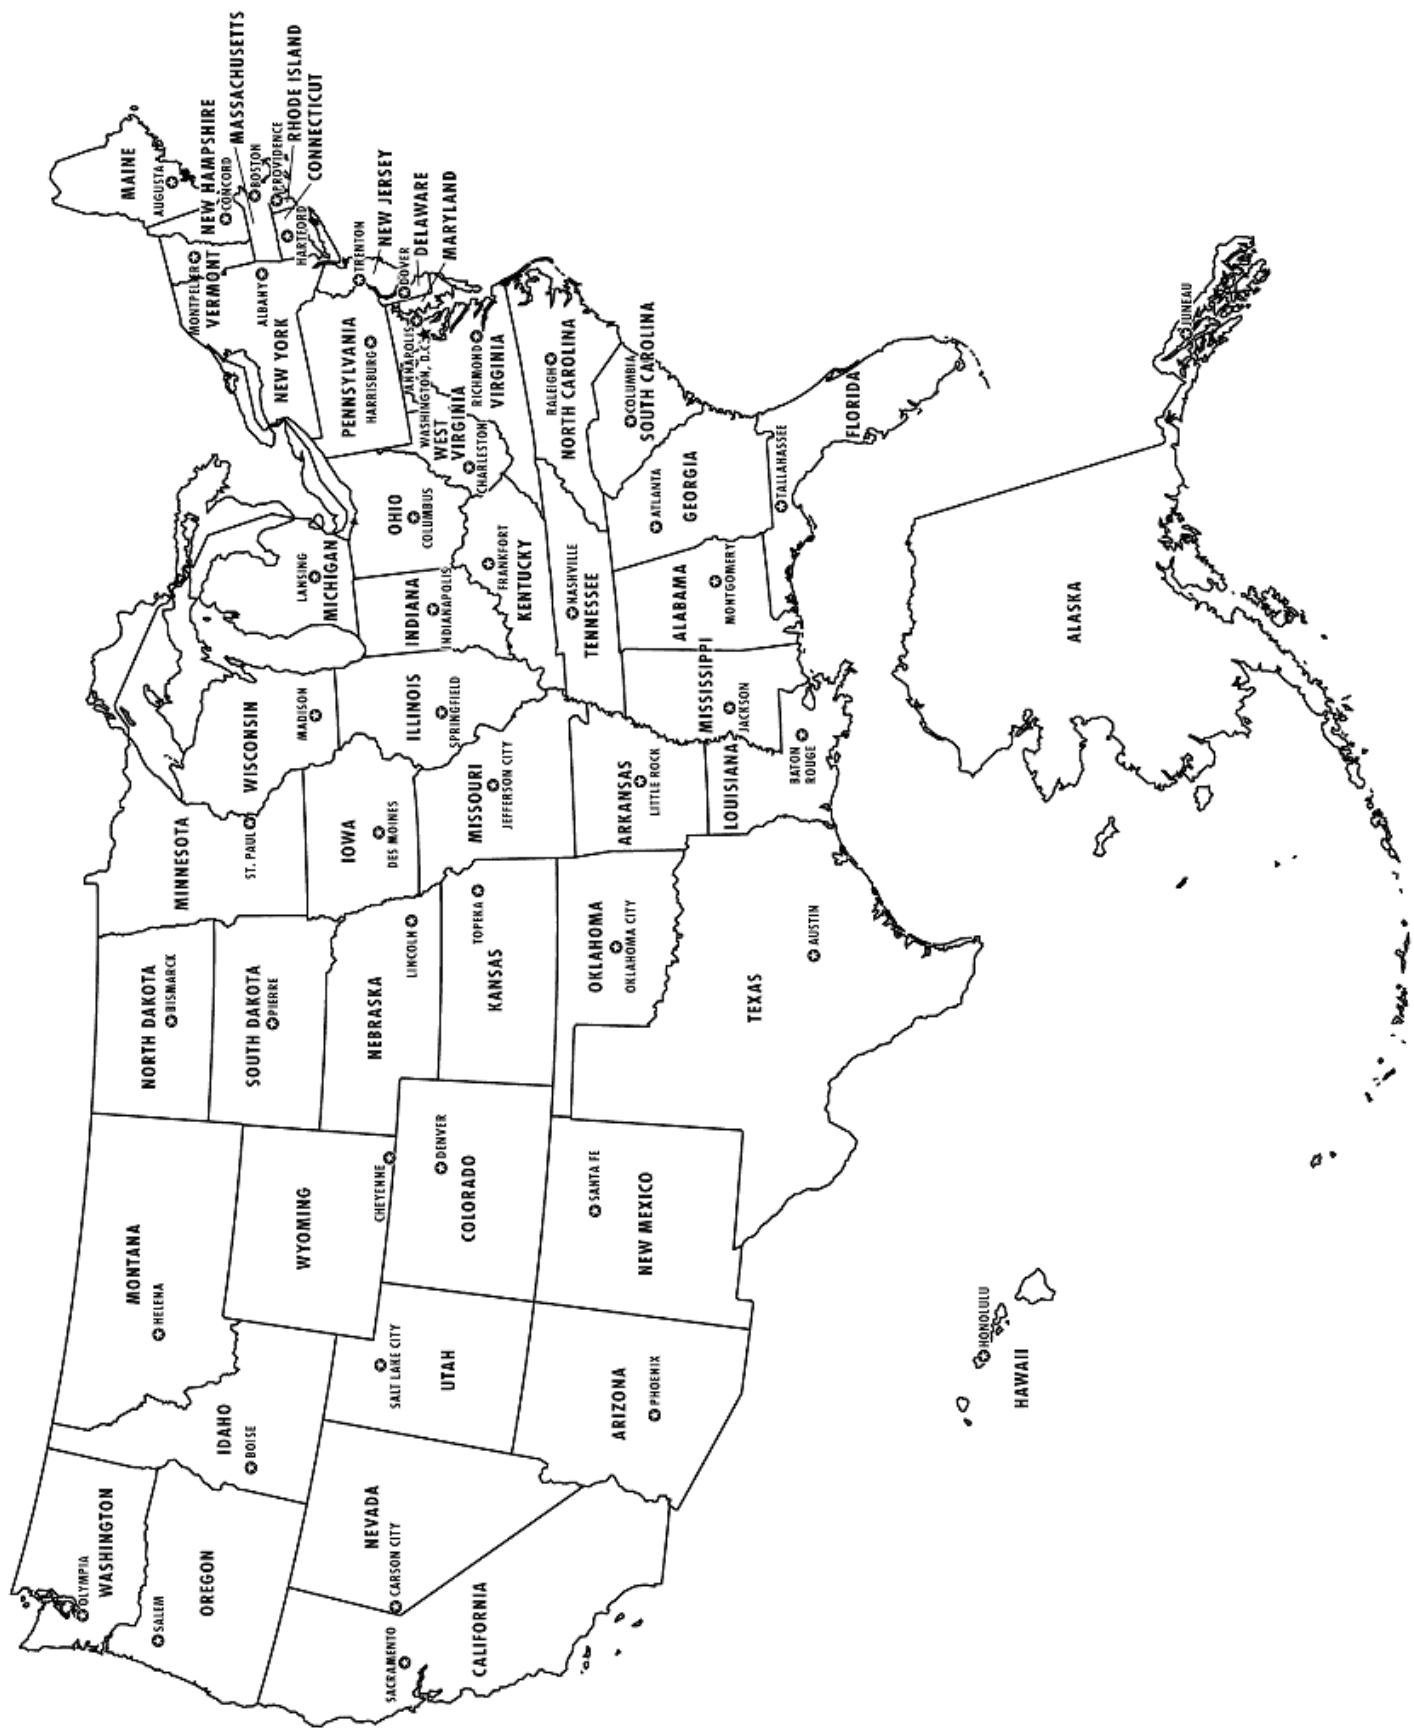 WASHINGTON
OLYMPIA
OREGON
SALEM
CALIFORNIA
SACRAMENTO
NEVADA
CARSON CITY
IDAHO
BOISE
MONTANA
HELENA
WYOMING
CHEYENNE
UTAH
SALT LAKE CITY
ARIZONA
PHOENIX
COLORADO
DENVER
NEW MEXICO
SANTA FE
NORTH DAKOTA
BISMARCK
SOUTH DAKOTA
PIERRE
NEBRASKA
LINCOLN
KANSAS
TOPEKA
OKLAHOMA
OKLAHOMA CITY
TEXAS
AUSTIN
MINNESOTA
ST. PAUL
IOWA
DES MOINES
MISSOURI
JEFFERSON CITY
ARKANSAS
LITTLE ROCK
LOUISIANA
BATON
ROUGE
WISCONSIN
MADISON
ILLINOIS
SPRINGFIELD
MISSISSIPPI
JACKSON
MICHIGAN
LANSING
INDIANA
INDIANAPOLIS
KENTUCKY
FRANKFORT
TENNESSEE
NASHVILLE
ALABAMA
MONTGOMERY
OHIO
COLUMBUS
GEORGIA
ATLANTA
FLORIDA
TALLAHASSEE
WEST
VIRGINIA
CHARLESTON
VIRGINIA
RICHMOND
NORTH CAROLINA
RALEIGH
SOUTH CAROLINA
COLUMBIA
PENNSYLVANIA
HARRISBURG
ANNAPOLIS
WASHINGTON, D.C.
NEW YORK
ALBANY
VERMONT
MONTPELIER
NEW HAMPSHIRE
CONCORD
MAINE
AUGUSTA
MASSACHUSETTS
BOSTON
RHODE ISLAND
PROVIDENCE
CONNECTICUT
HARTFORD
NEW JERSEY
TRENTON
DELAWARE
DOVER
MARYLAND
ALASKA
JUNEAU
HAWAII
HONOLULU